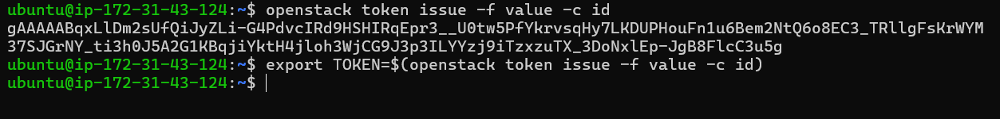 ubuntu@ip-172-31-43-124:~$ openstack token issue -f value -c id
gAAAAABqxLlDm2sUfQiJyZLi-G4PdvcIRd9HSHIRqEpr3__U0tw5PfYkrvsqHy7LKDUPHouFn1u6Bem2NtQ6o8EC3_TRllgFsKrWYM
37SJGrNY_ti3h0J5A2G1KBqjiYktH4jloh3WjCG9J3p3ILYYzj9iTzxzuTX_3DoNxlEp-JgB8FlcC3u5g
ubuntu@ip-172-31-43-124:~$ export TOKEN=$(openstack token issue -f value -c id)
ubuntu@ip-172-31-43-124:~$